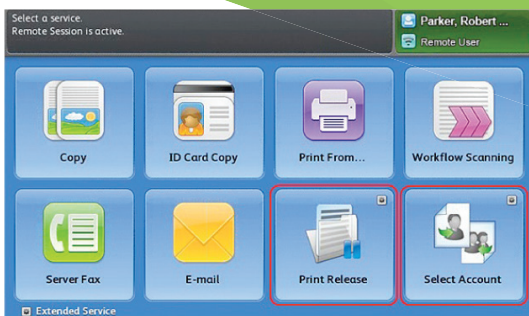 Select a service.
Remote Session is active.
Parker, Robert ...
Remote User
Copy
ID Card Copy
Print From...
Workflow Scanning
Server Fax
E-mail
Print Release
Select Account
Extended Service